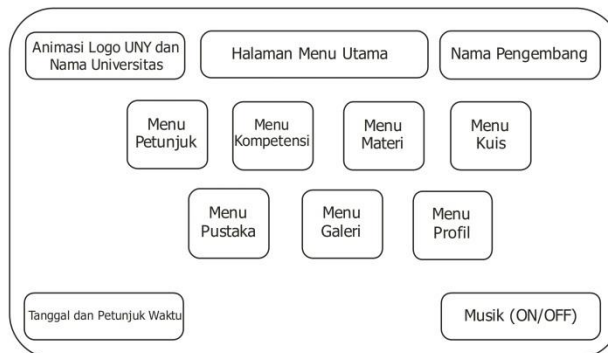 Animasi Logo UNY dan
Nama Universitas
Halaman Menu Utama
Nama Pengembang
Menu
Petunjuk
Menu
Kompetensi
Menu
Materi
Menu
Kuis
Menu
Pustaka
Menu
Galeri
Menu
Profil
Tanggal dan Petunjuk Waktu
Musik (ON/OFF)